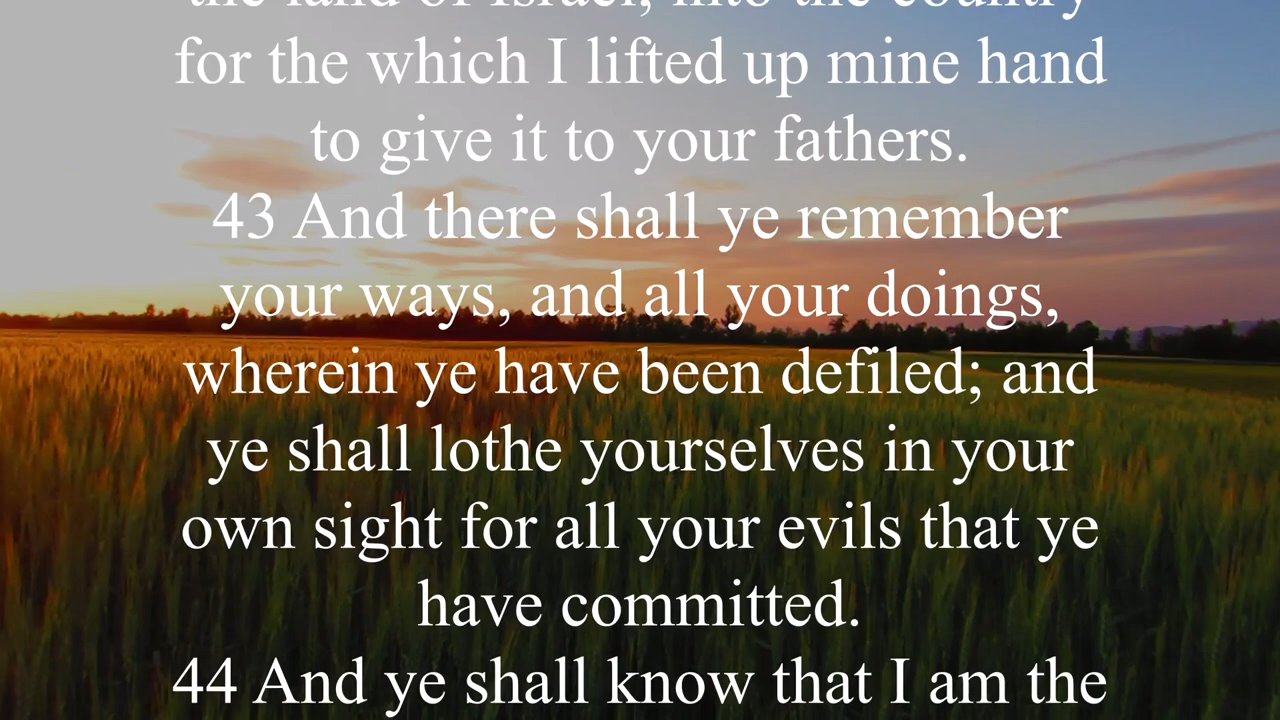 the land of Israel, into the country
for the which I lifted up mine hand
to give it to your fathers.
43 And there shall ye remember
your ways, and all your doings,
wherein ye have been defiled; and
ye shall lothe yourselves in your
own sight for all your evils that ye
have committed.
44 And ye shall know that I am the